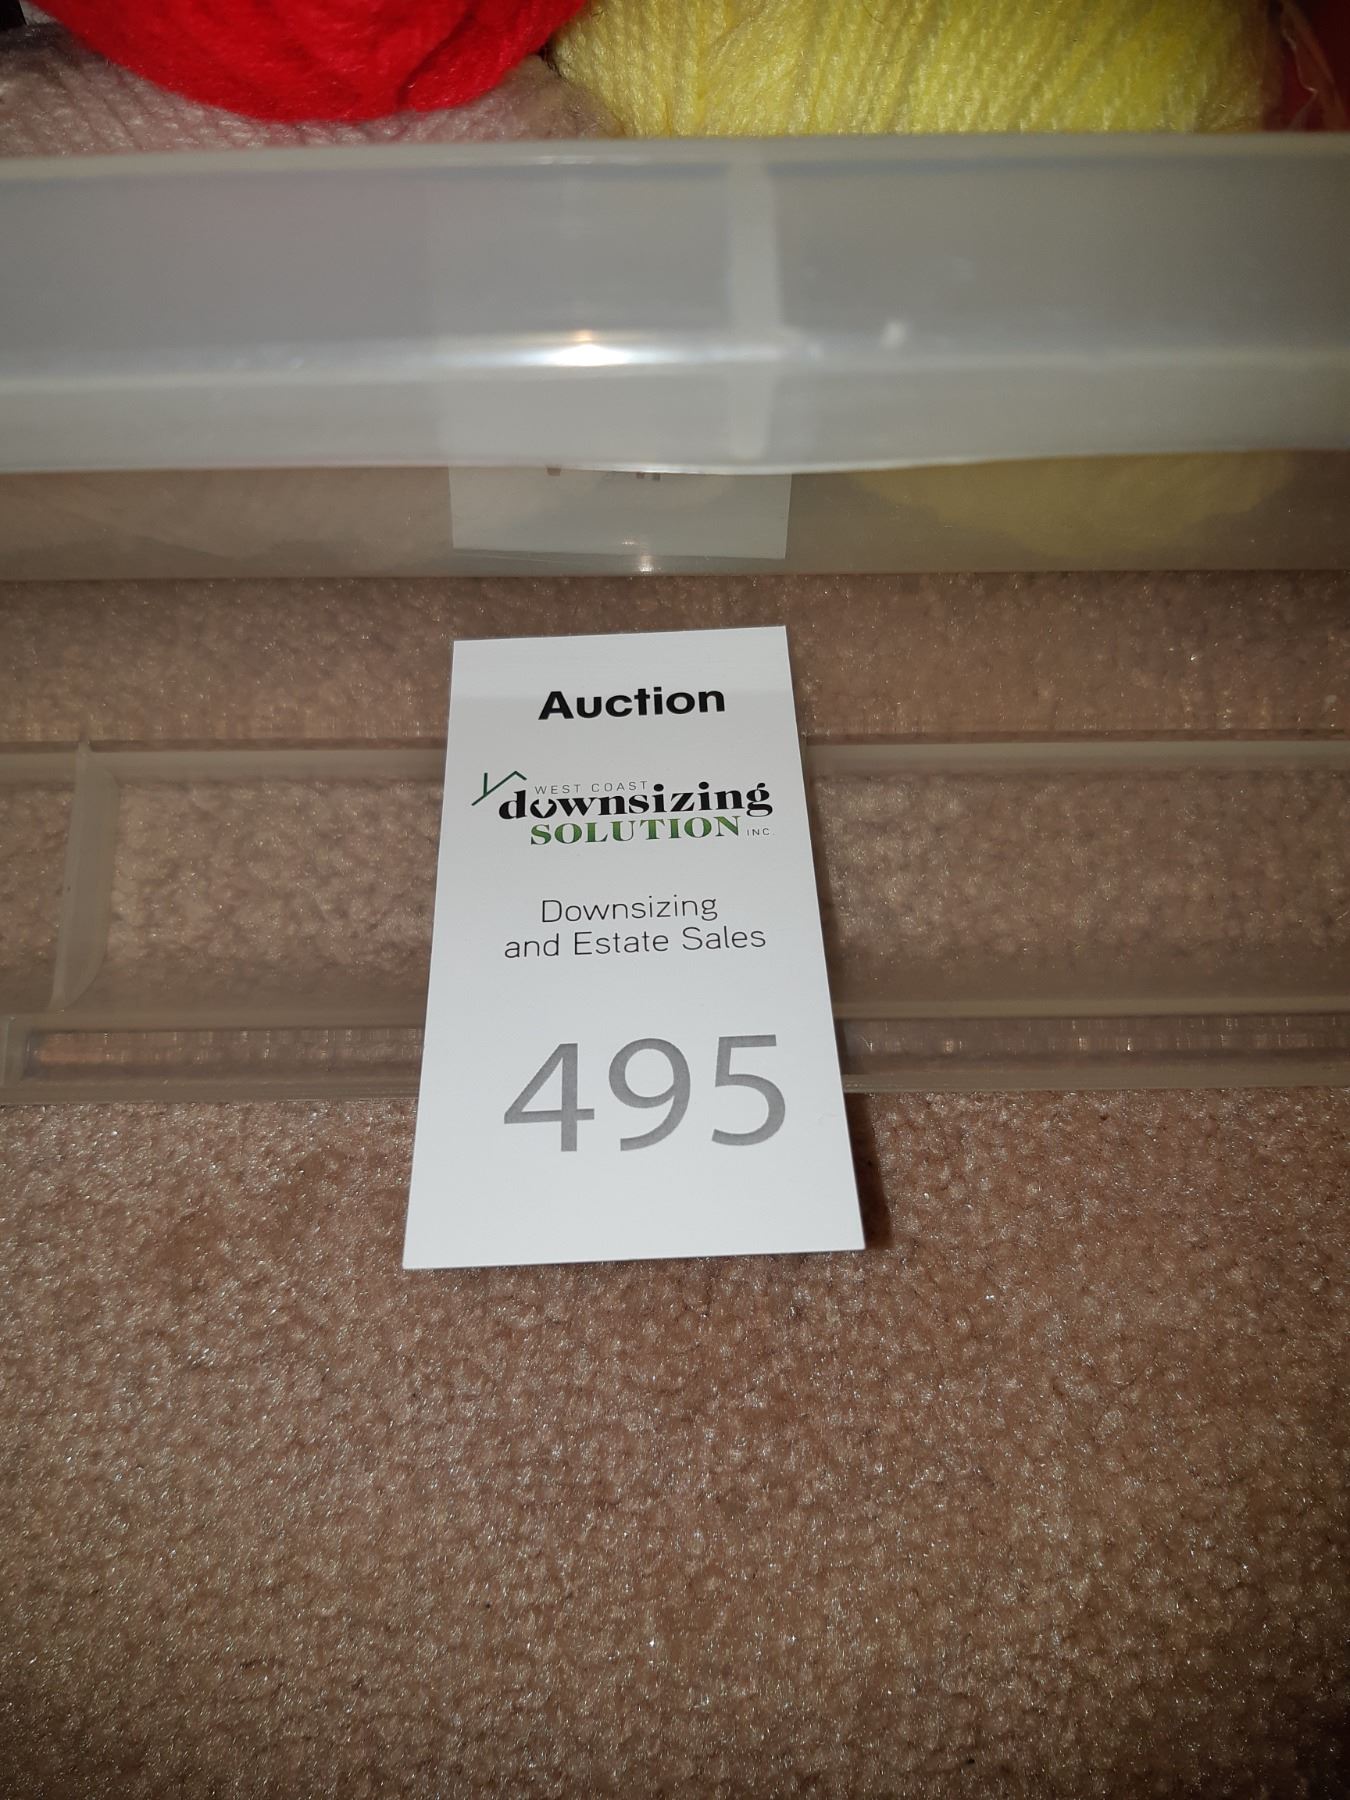 Auction
WEST COAST
downsizing
SOLUTION INC.
Downsizing
and Estate Sales
495